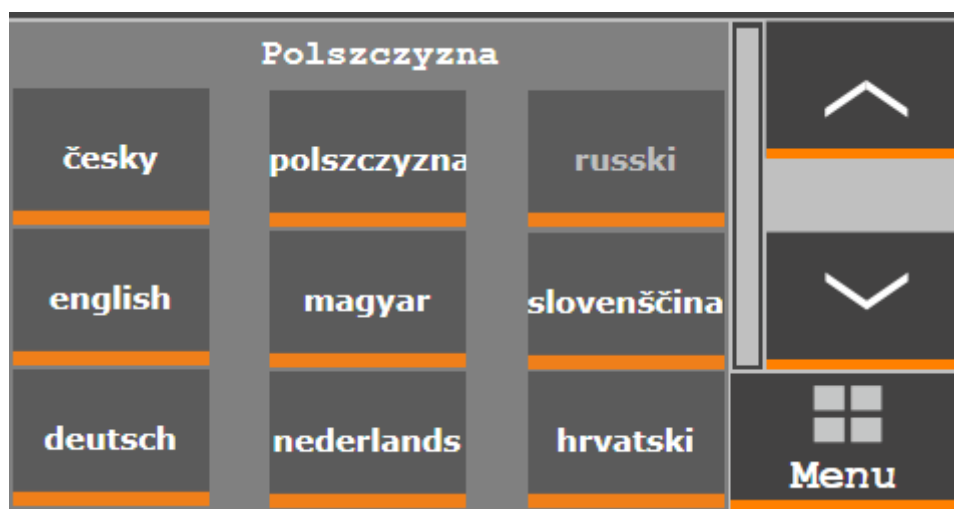 Polszczyzna
česky
polszczyzna
russki
english
magyar
slovenščina
deutsch
nederlands
hrvatski
Menu